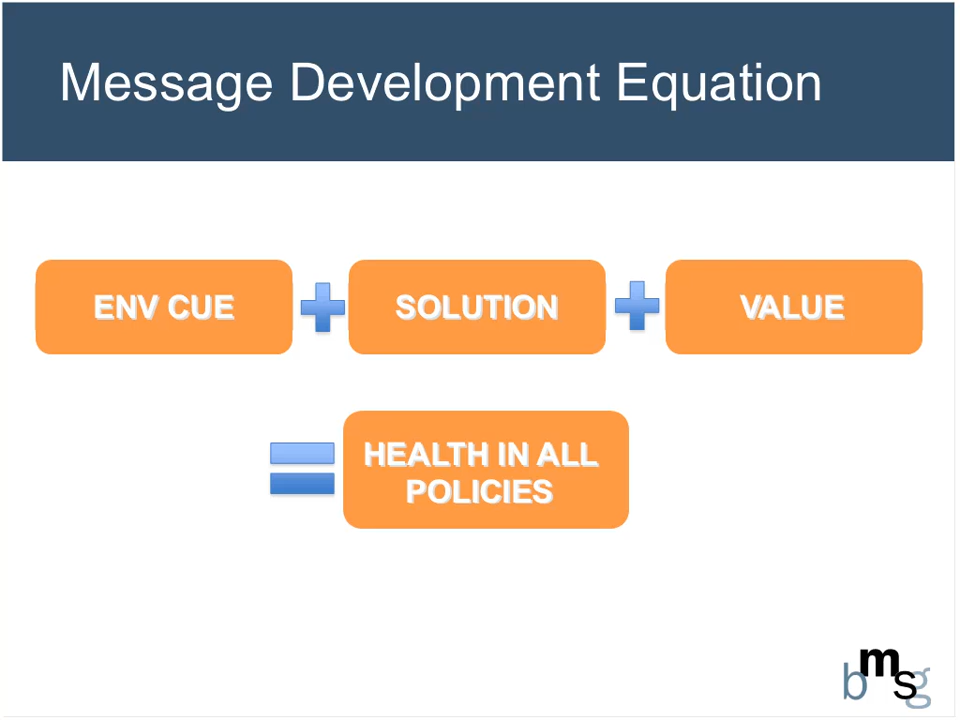 Message Development Equation
ENV CUE
SOLUTION
VALUE
HEALTH IN ALL
POLICIES
bmsg